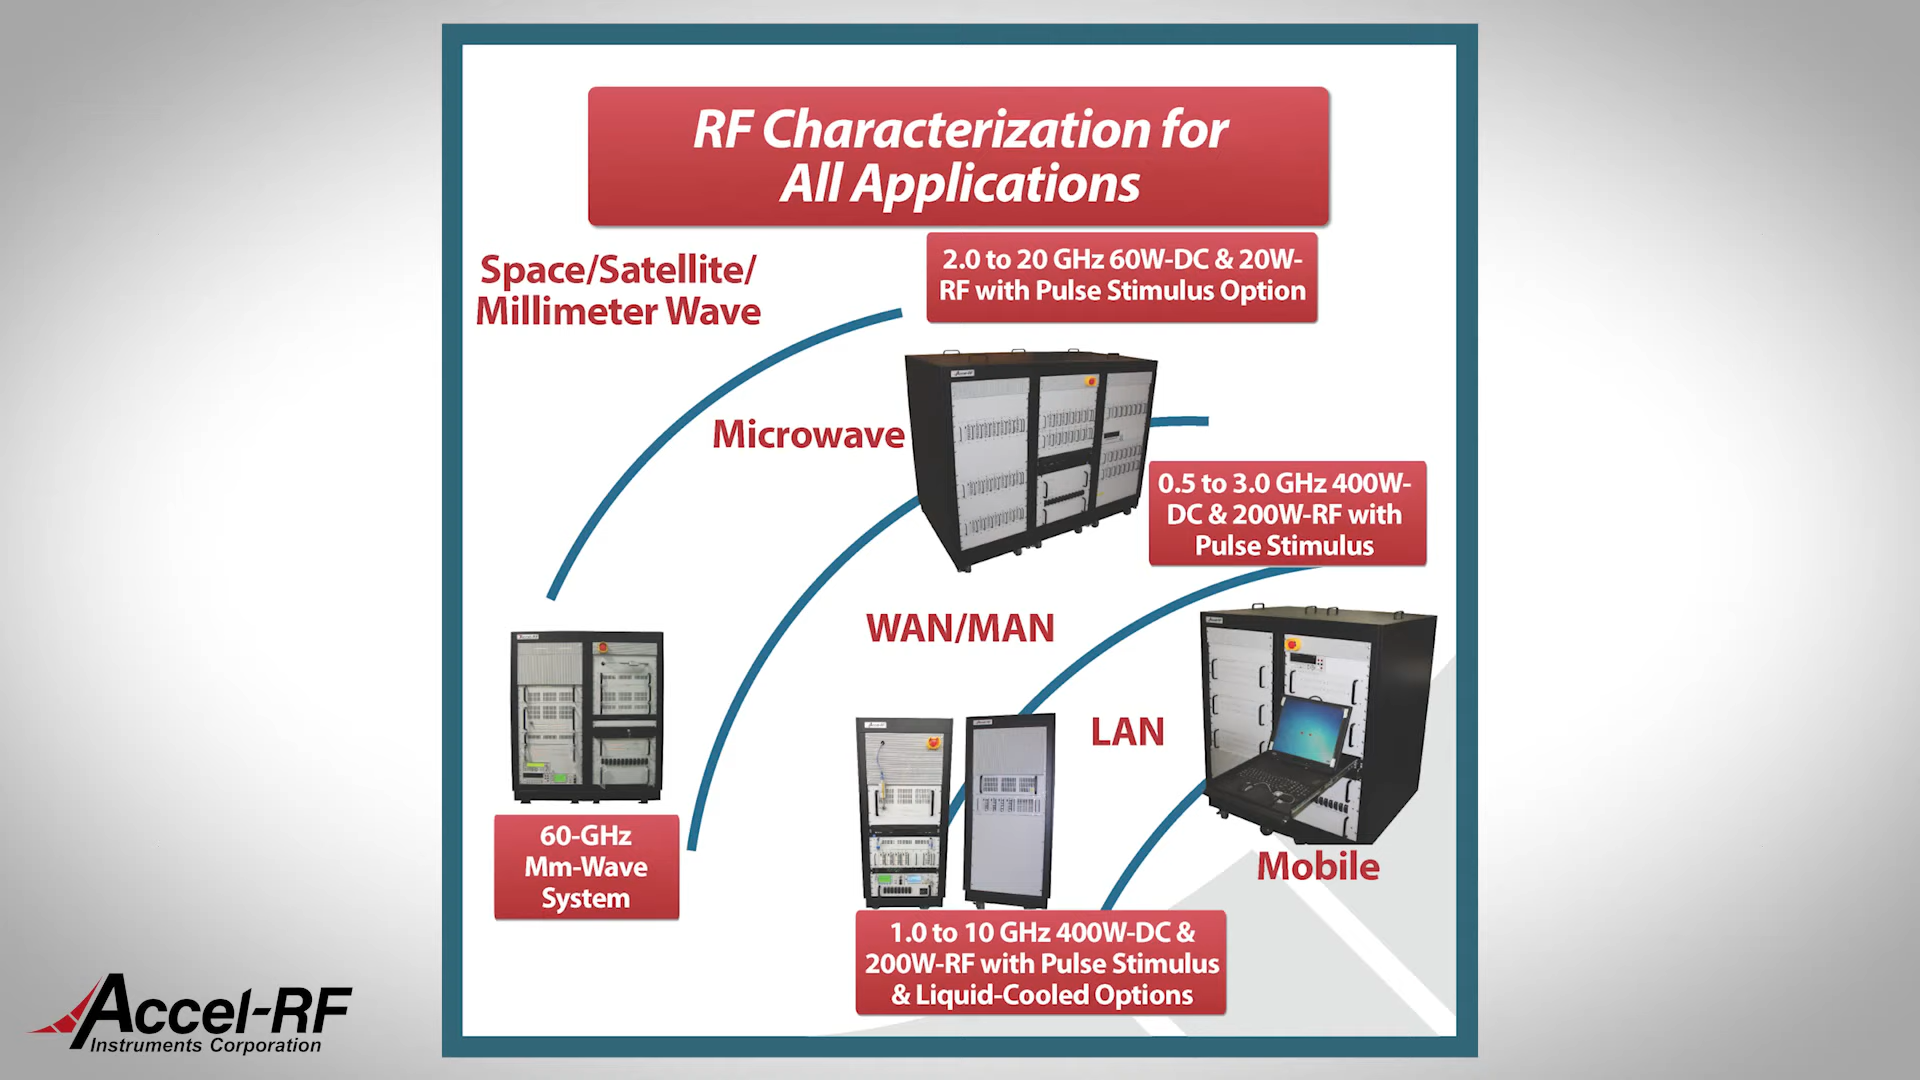 RF Characterization for
All Applications
Space/Satellite/
Millimeter Wave
2.0 to 20 GHz 60W-DC & 20W-
RF with Pulse Stimulus Option
Microwave
0.5 to 3.0 GHz 400W-
DC & 200W-RF with
Pulse Stimulus
WAN/MAN
LAN
Mobile
60-GHz
Mm-Wave
System
1.0 to 10 GHz 400W-DC &
200W-RF with Pulse Stimulus
& Liquid-Cooled Options
Accel-RF
Instruments Corporation